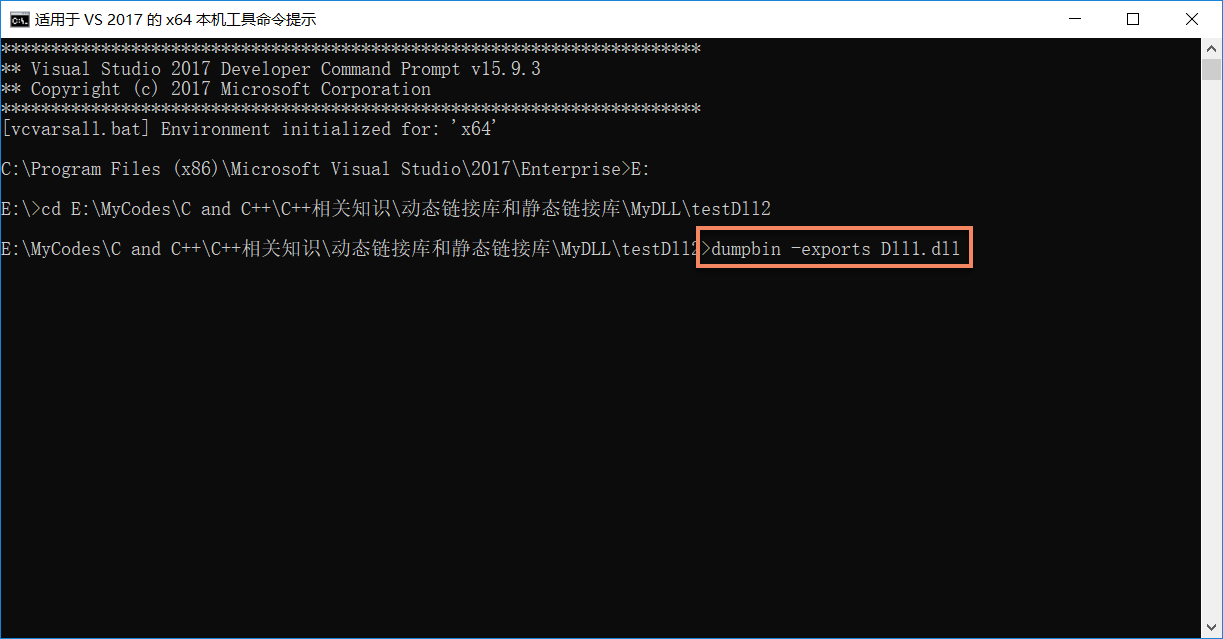 适用于 VS 2017 的 x64 本机工具命令提示
**********************************************************************
** Visual Studio 2017 Developer Command Prompt v15.9.3
** Copyright (c) 2017 Microsoft Corporation
**********************************************************************
[vcvarsall.bat] Environment initialized for: 'x64'
C:\Program Files (x86)\Microsoft Visual Studio\2017\Enterprise>E:
E:\>cd E:\MyCodes\C and C++\C++相关知识\动态链接库和静态链接库\MyDLL\testDll2
E:\MyCodes\C and C++\C++相关知识\动态链接库和静态链接库\MyDLL\testDll2>dumpbin -exports Dll1.dll